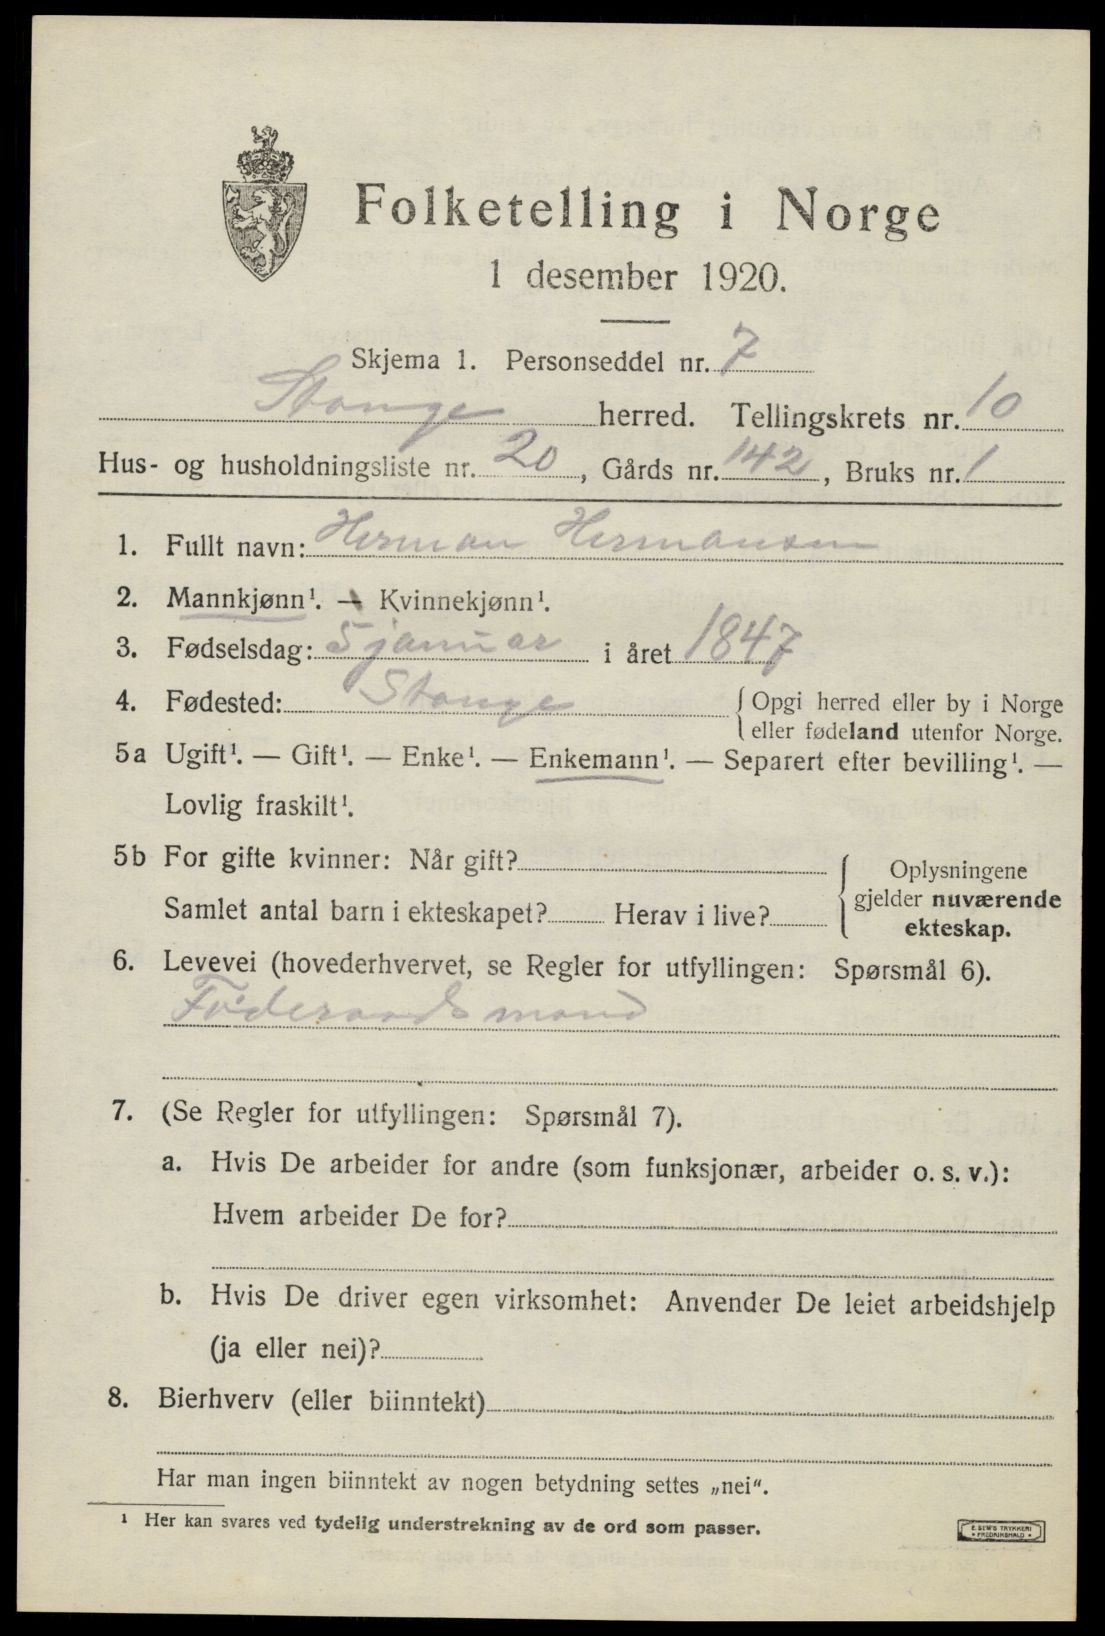 Folketelling i Norge
1 desember 1920.
Skjema 1. Personseddel nr. 7
Stange herred. Tellingskrets nr. 10
Hus- og husholdningsliste nr. 20, Gårds nr. 142, Bruks nr. 1
1. Fullt navn: Herman Hermansen
2. Mannkjønn¹. — Kvinnekjønn¹.
3. Fødselsdag: 5 januar i året 1847
4. Fødested: Stange { Opgi herred eller by i Norge
eller fødeland utenfor Norge.
5a Ugift¹. — Gift¹. — Enke¹. — Enkemann¹. — Separert efter bevilling¹. —
Lovlig fraskilt¹.
5b For gifte kvinner: Når gift? { Oplysningene
gjelder nuværende
ekteskap.
Samlet antal barn i ekteskapet? Herav i live?
6. Levevei (hovederhvervet, se Regler for utfyllingen: Spørsmål 6).
Föderaadsmand
7. (Se Regler for utfyllingen: Spørsmål 7).
a. Hvis De arbeider for andre (som funksjonær, arbeider o. s. v.):
Hvem arbeider De for?
b. Hvis De driver egen virksomhet: Anvender De leiet arbeidshjelp
(ja eller nei)?
8. Bierhverv (eller biinntekt)
Har man ingen biinntekt av nogen betydning settes „nei“.
¹ Her kan svares ved tydelig understrekning av de ord som passer.
E. SEM'S TRYKKERI
FREDRIKSHALD